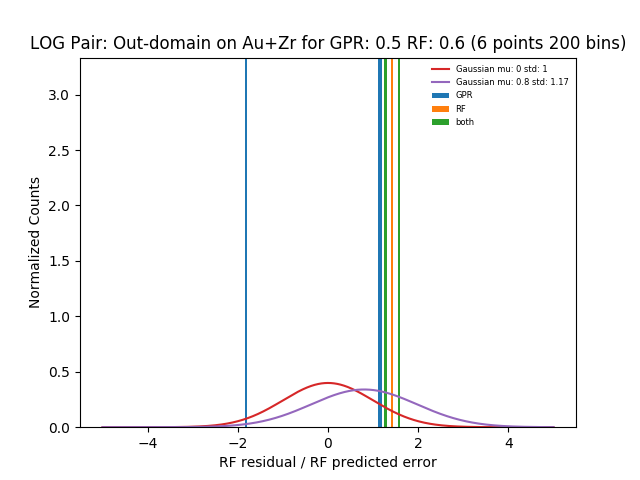 LOG Pair: Out-domain on Au+Zr for GPR: 0.5 RF: 0.6 (6 points 200 bins)
Gaussian mu: 0 std: 1
Gaussian mu: 0.8 std: 1.17
GPR
RF
both
Normalized Counts
3.0
2.5
2.0
1.5
1.0
0.5
0.0
−4 −2 0 2 4
RF residual / RF predicted error